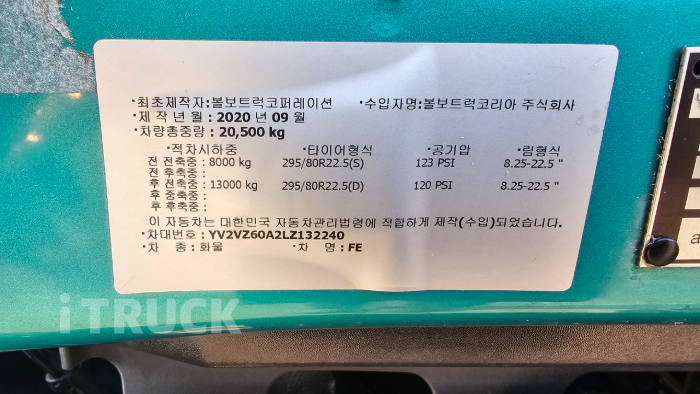 ·최초제작자:볼보트럭코퍼레이션 ·수입자명:볼보트럭코리아 주식회사
·제 작 년 월 : 2020 년 09 월
·차량총중량 : 20,500 kg
·적차시하중 ·타이어형식 ·공기압 ·림형식
전 전축중 : 8000 kg 295/80R22.5(S) 123 PSI 8.25-22.5 "
전 후축중 :
후 전축중 : 13000 kg 295/80R22.5(D) 120 PSI 8.25-22.5 "
후 중축중 :
후 후축중 :
이 자동차는 대한민국 자동차관리법령에 적합하게 제작(수입)되었습니다.
·차대번호 : YV2VZ60A2LZ132240
·차 종 : 화물 ·차 명 : FE
iTRUCK